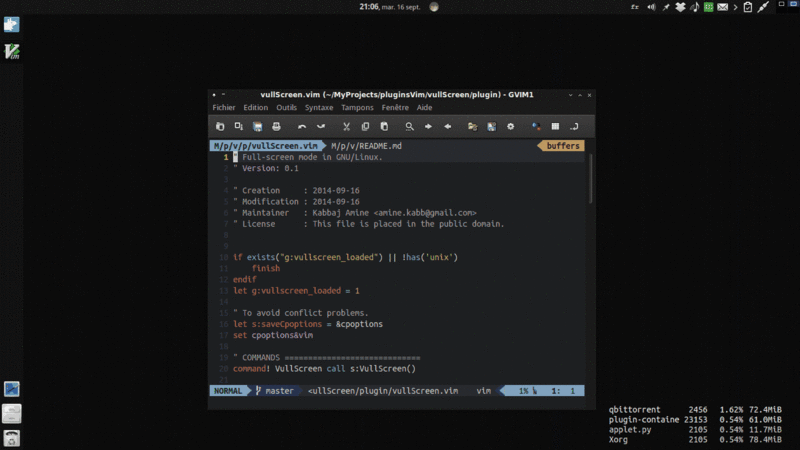 21:06, mar. 16 sept.
fr
Vim
vullScreen.vim (~/MyProjects/pluginsVim/vullScreen/plugin) - GVIM1
Fichier Edition Outils Syntaxe Tampons Fenêtre Aide
M/p/v/p/vullScreen.vim M/p/v/README.md buffers
1 " Full-screen mode in GNU/Linux.
2 " Version: 0.1
3
4 " Creation : 2014-09-16
5 " Modification : 2014-09-16
6 " Maintainer : Kabbaj Amine <amine.kabb@gmail.com>
7 " License : This file is placed in the public domain.
8
9
10 if exists("g:vullscreen_loaded") || !has('unix')
11 finish
12 endif
13 let g:vullscreen_loaded = 1
14
15 " To avoid conflict problems.
16 let s:saveCpoptions = &cpoptions
17 set cpoptions&vim
18
19 " COMMANDS =============================
20 command! VullScreen call s:VullScreen()
NORMAL master <ullScreen/plugin/vullScreen.vim vim 1% 1: 1
qbittorrent 2456 1.62% 72.4MiB
plugin-containe 23153 0.54% 61.0MiB
applet.py 2105 0.54% 11.7MiB
Xorg 2105 0.54% 78.4MiB